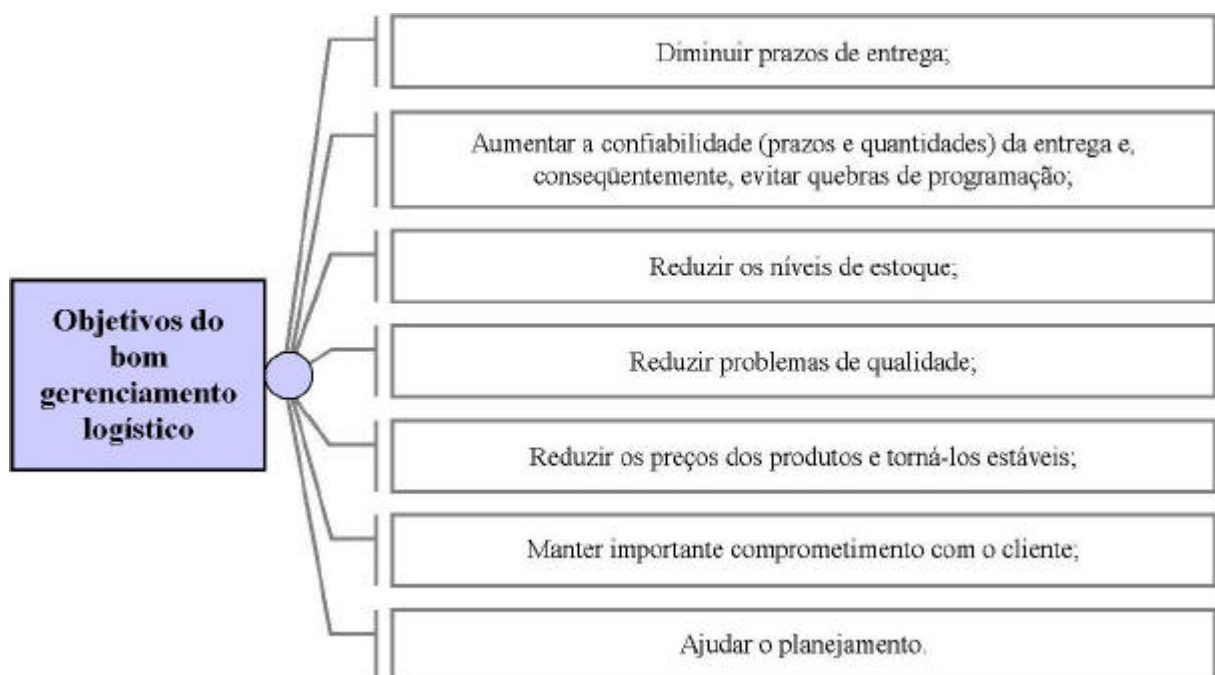 Diminuir prazos de entrega;
Aumentar a confiabilidade (prazos e quantidades) da entrega e,
conseqüentemente, evitar quebras de programação;
Reduzir os níveis de estoque;
Objetivos do
bom
gerenciamento
logístico
Reduzir problemas de qualidade;
Reduzir os preços dos produtos e torná-los estáveis;
Manter importante comprometimento com o cliente;
Ajudar o planejamento.